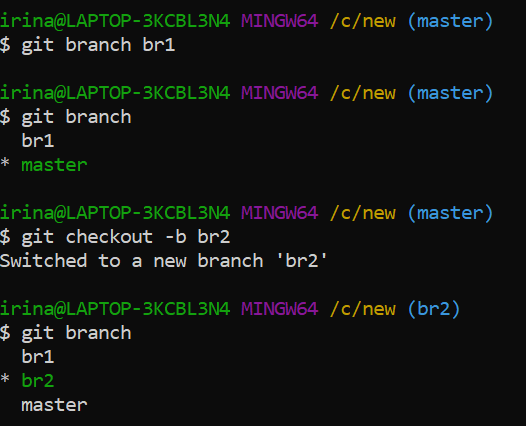 irina@LAPTOP-3KCBL3N4 MINGW64 /c/new (master)
$ git branch br1
irina@LAPTOP-3KCBL3N4 MINGW64 /c/new (master)
$ git branch
  br1
* master
irina@LAPTOP-3KCBL3N4 MINGW64 /c/new (master)
$ git checkout -b br2
Switched to a new branch 'br2'
irina@LAPTOP-3KCBL3N4 MINGW64 /c/new (br2)
$ git branch
  br1
* br2
  master